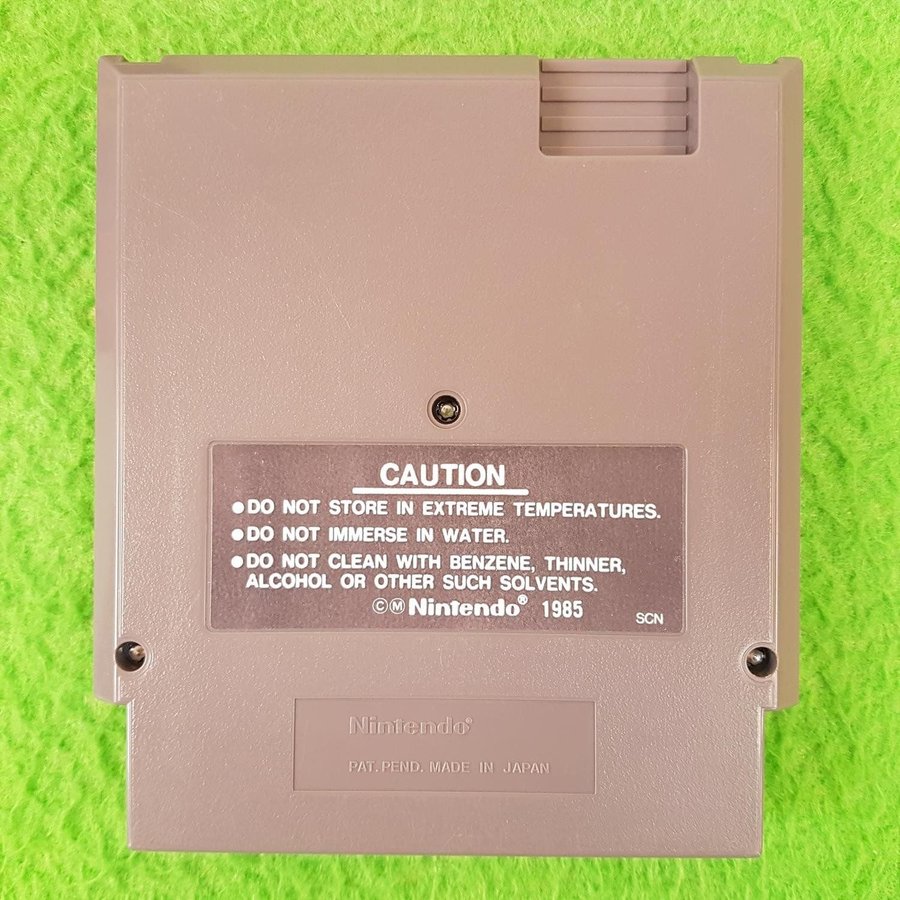 CAUTION
●DO NOT STORE IN EXTREME TEMPERATURES.
●DO NOT IMMERSE IN WATER.
●DO NOT CLEAN WITH BENZENE, THINNER,
ALCOHOL OR OTHER SUCH SOLVENTS.
ⒸⓂNintendo® 1985
SCN
Nintendo®
PAT. PEND. MADE IN JAPAN